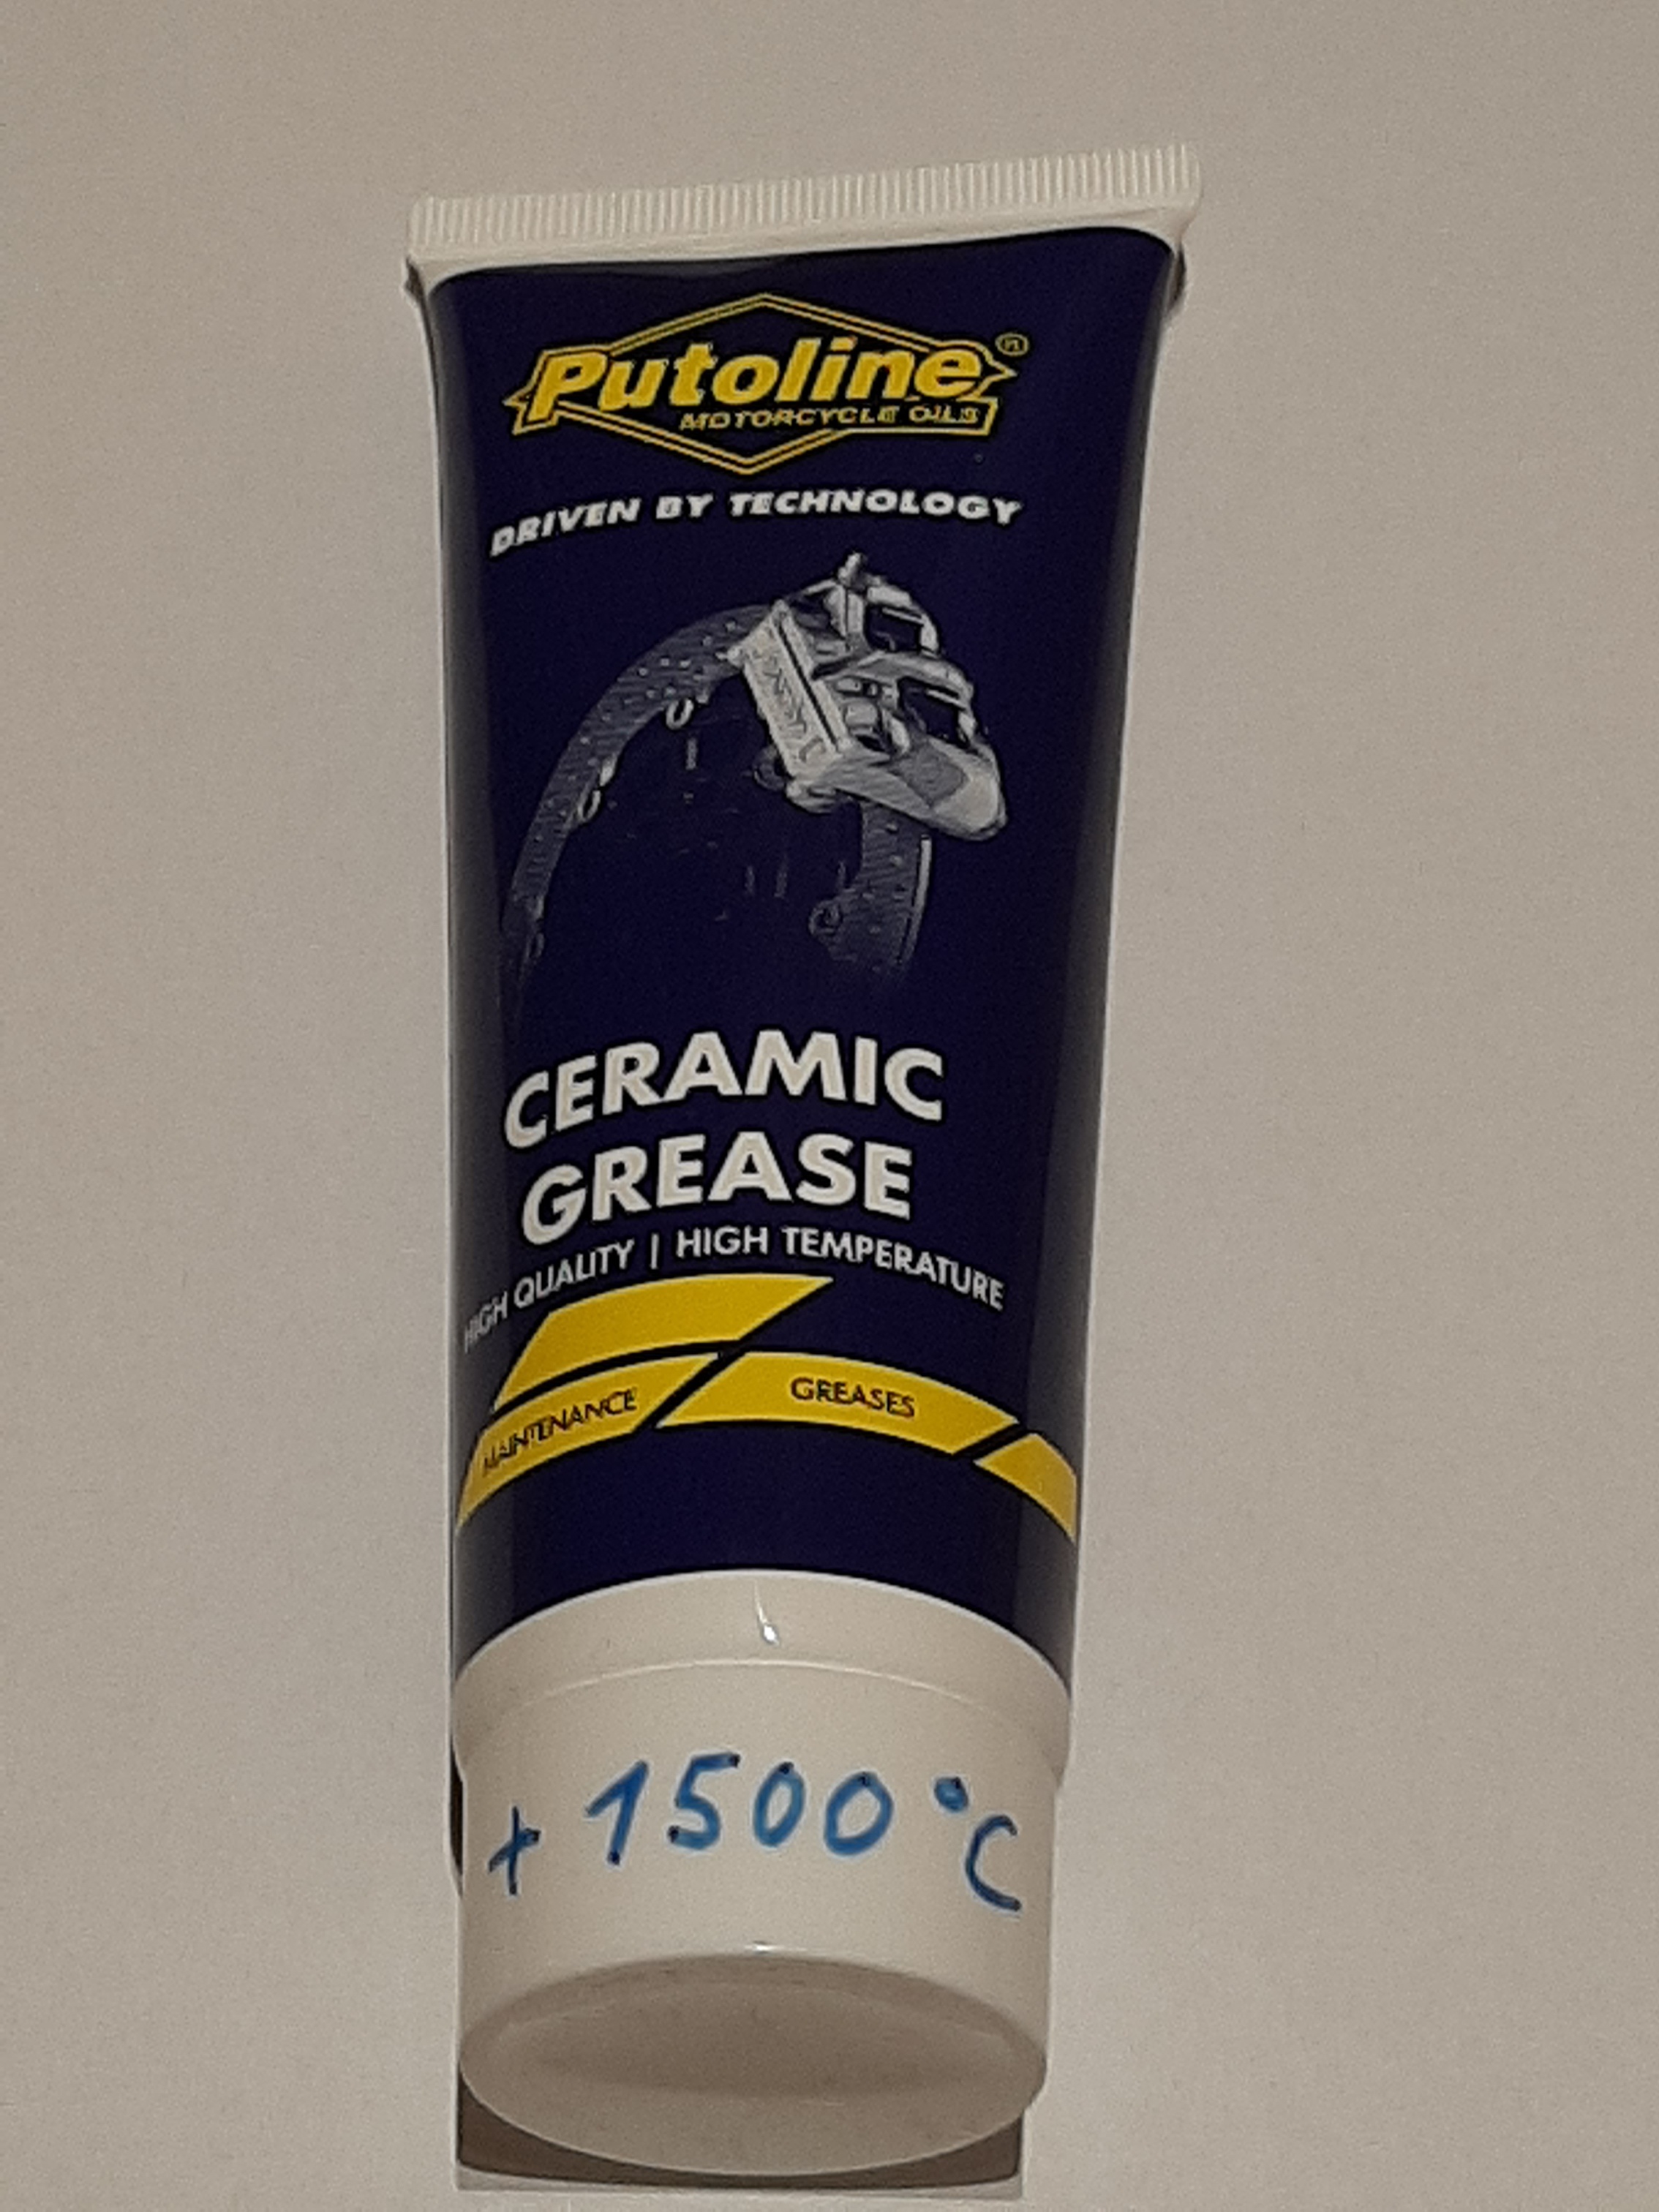 Putoline®
MOTORCYCLE OILS
DRIVEN BY TECHNOLOGY
CERAMIC
GREASE
HIGH QUALITY | HIGH TEMPERATURE
MAINTENANCE GREASES
+ 1500°C